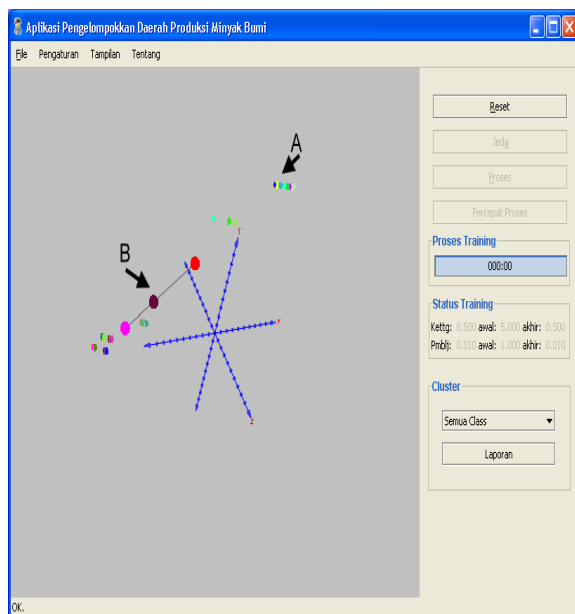 Aplikasi Pengelompokkan Daerah Produksi Minyak Bumi
File Pengaturan Tampilan Tentang
Reset
Jeda
Proses
Percepat Proses
Proses Training
000:00
Status Training
Kettg: 0.500 awal: 5.000 akhir: 0.500
Pmblj: 0.010 awal: 1.000 akhir: 0.010
Cluster
Semua Class
Laporan
A
B
OK.